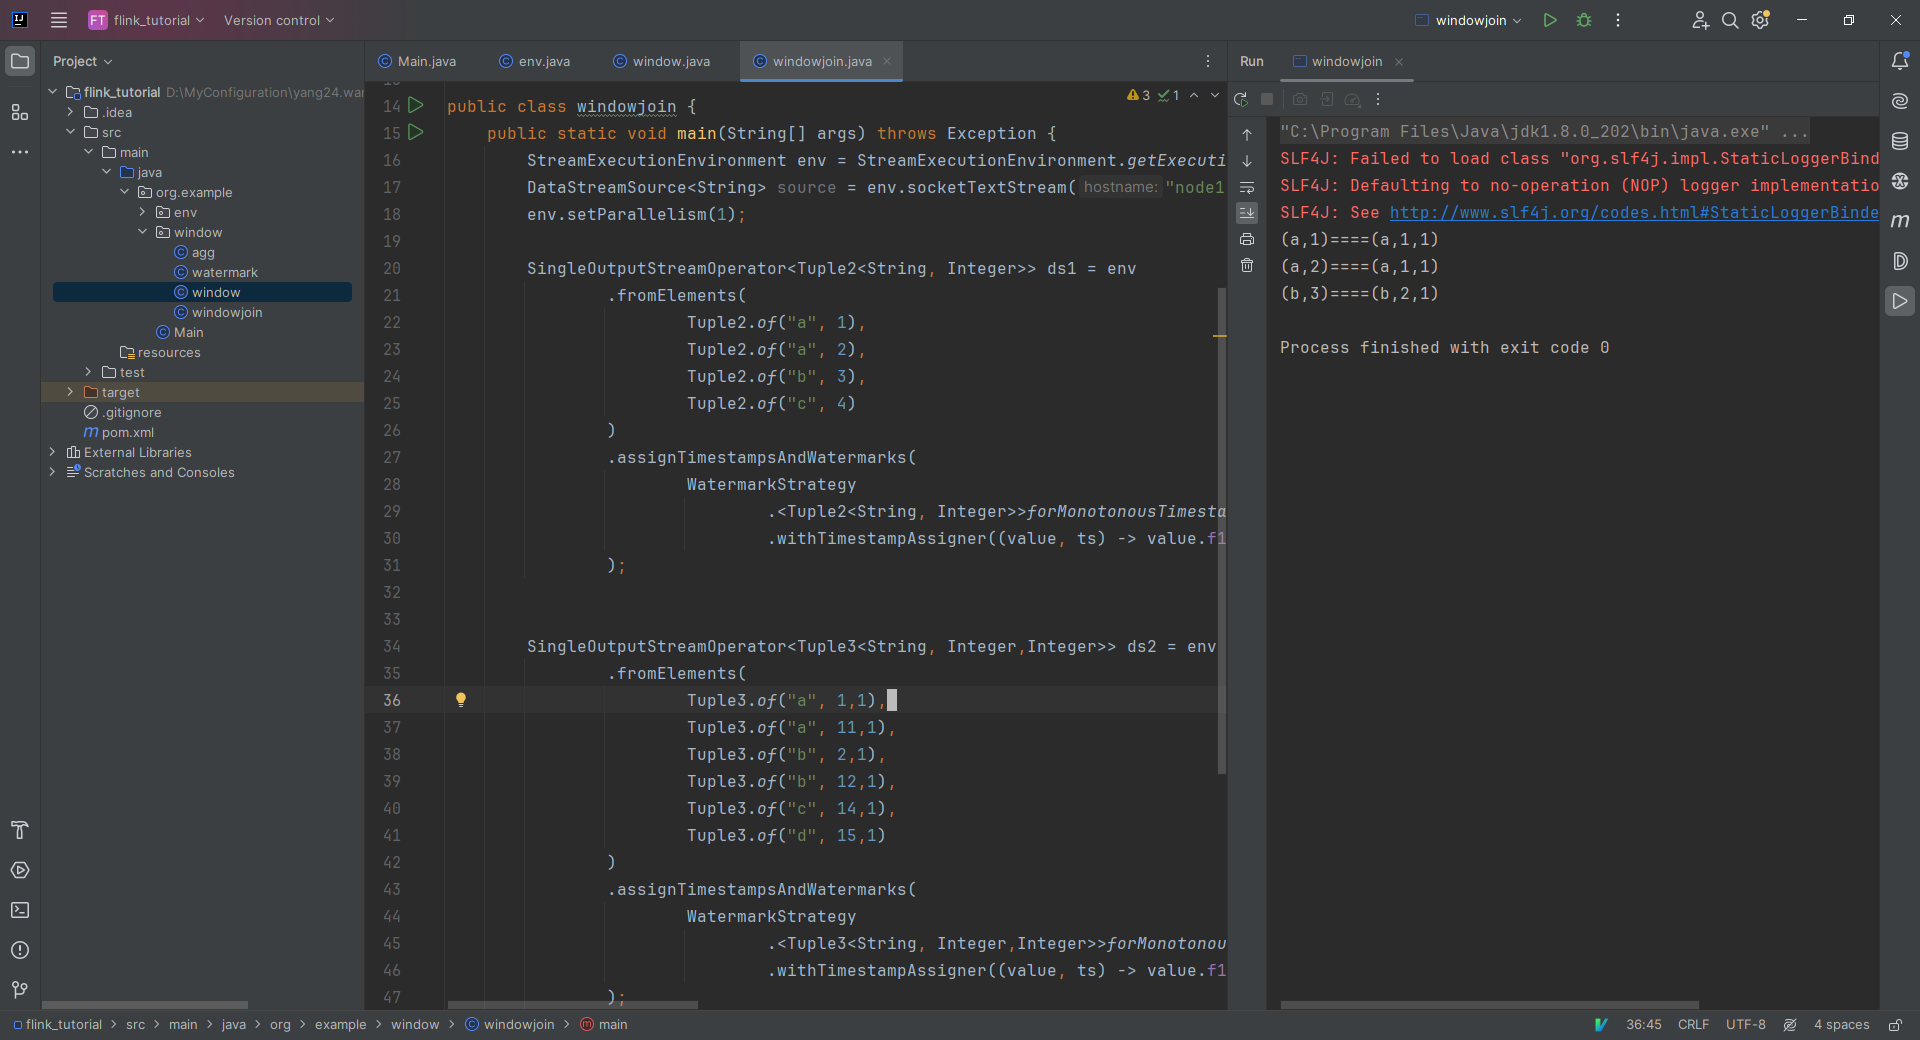 FT flink_tutorial Version control windowjoin
Project
flink_tutorial D:\MyConfiguration\yang24.wan
.idea
src
main
java
org.example
env
window
agg
watermark
window
windowjoin
Main
resources
test
target
.gitignore
pom.xml
External Libraries
Scratches and Consoles
Main.java env.java window.java windowjoin.java
3 1
14 public class windowjoin {
15 public static void main(String[] args) throws Exception {
16 StreamExecutionEnvironment env = StreamExecutionEnvironment.getExecuti
17 DataStreamSource<String> source = env.socketTextStream( hostname: "node1
18 env.setParallelism(1);
19
20 SingleOutputStreamOperator<Tuple2<String, Integer>> ds1 = env
21 .fromElements(
22 Tuple2.of("a", 1),
23 Tuple2.of("a", 2),
24 Tuple2.of("b", 3),
25 Tuple2.of("c", 4)
26 )
27 .assignTimestampsAndWatermarks(
28 WatermarkStrategy
29 .<Tuple2<String, Integer>>forMonotonousTimesta
30 .withTimestampAssigner((value, ts) -> value.f1
31 );
32
33
34 SingleOutputStreamOperator<Tuple3<String, Integer,Integer>> ds2 = env
35 .fromElements(
36 Tuple3.of("a", 1,1),
37 Tuple3.of("a", 11,1),
38 Tuple3.of("b", 2,1),
39 Tuple3.of("b", 12,1),
40 Tuple3.of("c", 14,1),
41 Tuple3.of("d", 15,1)
42 )
43 .assignTimestampsAndWatermarks(
44 WatermarkStrategy
45 .<Tuple3<String, Integer,Integer>>forMonotonou
46 .withTimestampAssigner((value, ts) -> value.f1
47 );
Run windowjoin
"C:\Program Files\Java\jdk1.8.0_202\bin\java.exe" ...
SLF4J: Failed to load class "org.slf4j.impl.StaticLoggerBind
SLF4J: Defaulting to no-operation (NOP) logger implementatio
SLF4J: See http://www.slf4j.org/codes.html#StaticLoggerBinde
(a,1)====(a,1,1)
(a,2)====(a,1,1)
(b,3)====(b,2,1)
Process finished with exit code 0
flink_tutorial > src > main > java > org > example > window > windowjoin > main
36:45 CRLF UTF-8 4 spaces